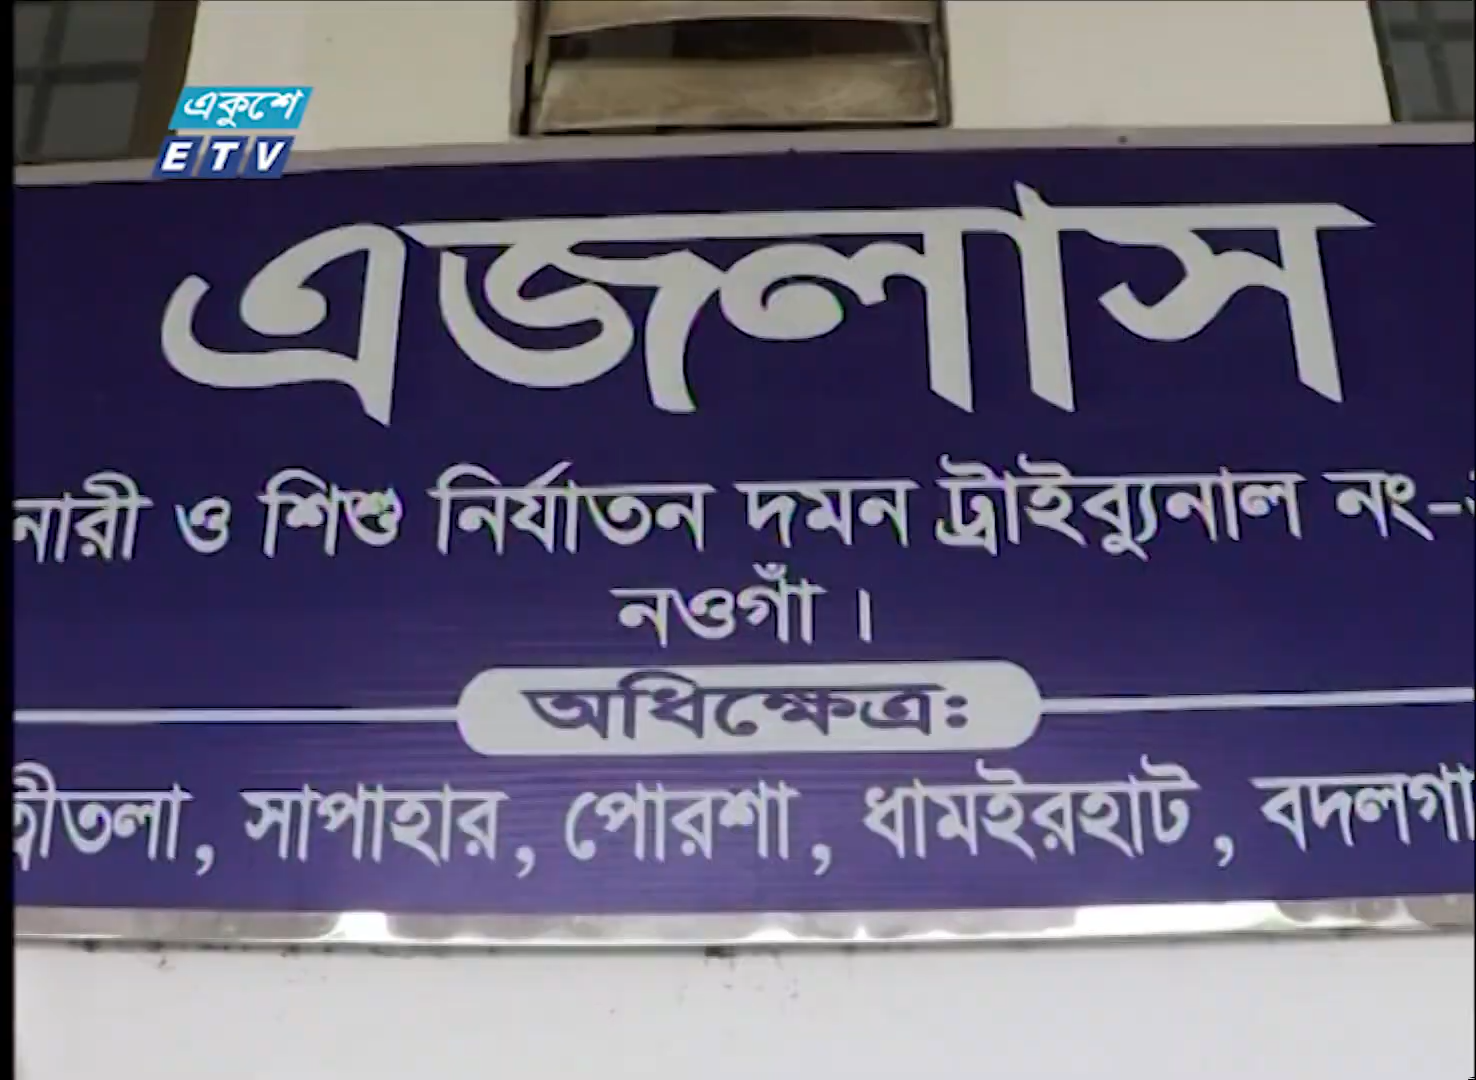 একুশে
ETV
এজলাস
নারী ও শিশু নির্যাতন দমন ট্রাইব্যুনাল নং-
নওগাঁ।
অধিক্ষেত্র:
সাপাহার, পোরশা, ধামইরহাট,